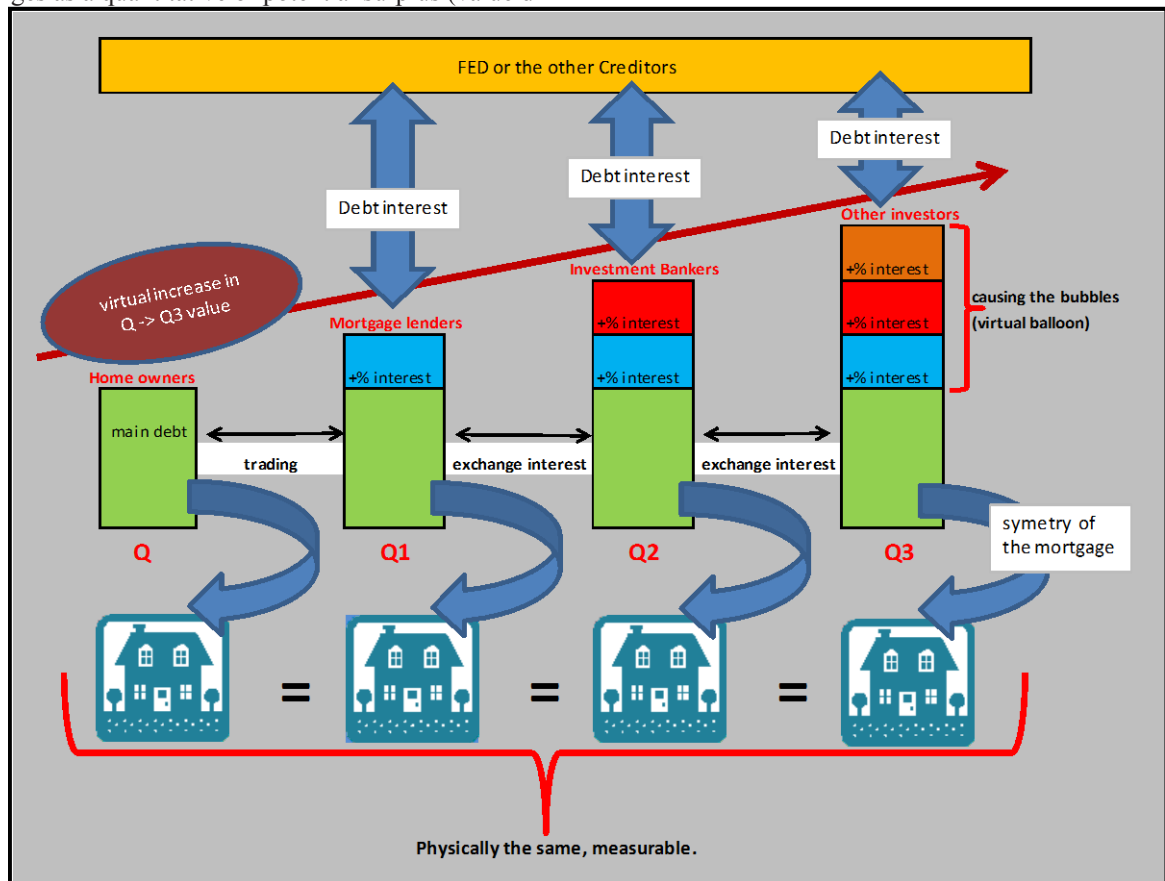 FED or the other Creditors
Debt interest
Debt interest
Debt interest
Other investors
+% interest
Investment Bankers
+% interest
+% interest
causing the bubbles
(virtual balloon)
virtual increase in
Q -> Q3 value
Mortgage lenders
+% interest
+% interest
+% interest
Home owners
main debt
trading
exchange interest
exchange interest
symetry of
the mortgage
Q
Q1
Q2
Q3
=
=
=
Physically the same, measurable.